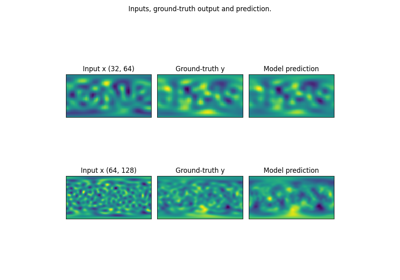 Inputs, ground-truth output and prediction.
Input x (32, 64) Ground-truth y Model prediction
Input x (64, 128) Ground-truth y Model prediction